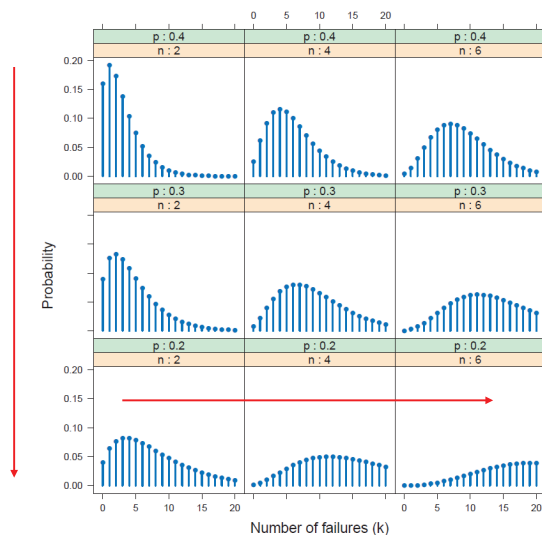 0 5 10 15 20
p : 0.4 p : 0.4 p : 0.4
n : 2 n : 4 n : 6
0.20
0.15
0.10
0.05
0.00
p : 0.3 p : 0.3 p : 0.3
n : 2 n : 4 n : 6
Probability
p : 0.2 p : 0.2 p : 0.2
n : 2 n : 4 n : 6
0.20
0.15
0.10
0.05
0.00
0 5 10 15 20 0 5 10 15 20
Number of failures (k)